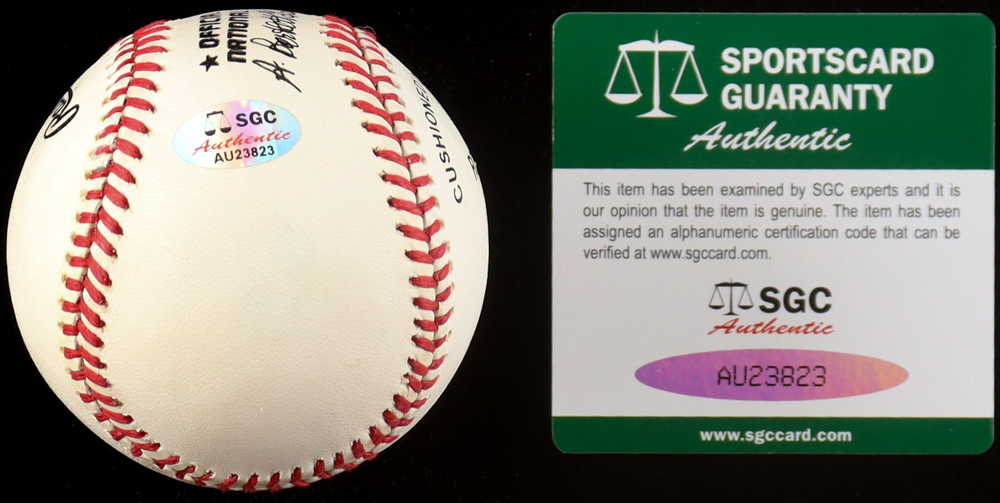 ★ OFFICI
NATIONA
SGC
Authentic
AU23823
CUSHIONE
SPORTSCARD
GUARANTY
Authentic
This item has been examined by SGC experts and it is
our opinion that the item is genuine. The item has been
assigned an alphanumeric certification code that can be
verified at www.sgccard.com.
SGC
Authentic
AU23823
www.sgccard.com